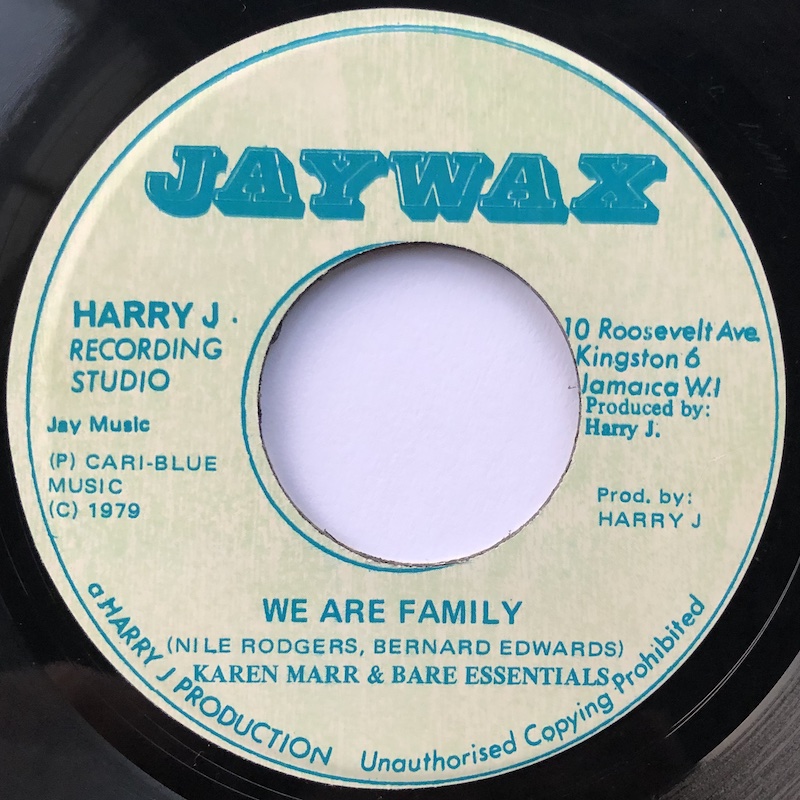 JAYWAX
HARRY J.
RECORDING
STUDIO
Jay Music
(P) CARI-BLUE
MUSIC
(C) 1979
10 Roosevelt Ave.
Kingston 6
Jamaica W.I
Produced by:
Harry J.
Prod. by:
HARRY J
WE ARE FAMILY
(NILE RODGERS, BERNARD EDWARDS)
KAREN MARR & BARE ESSENTIALS
a HARRY J PRODUCTION
Unauthorised Copying Prohibited